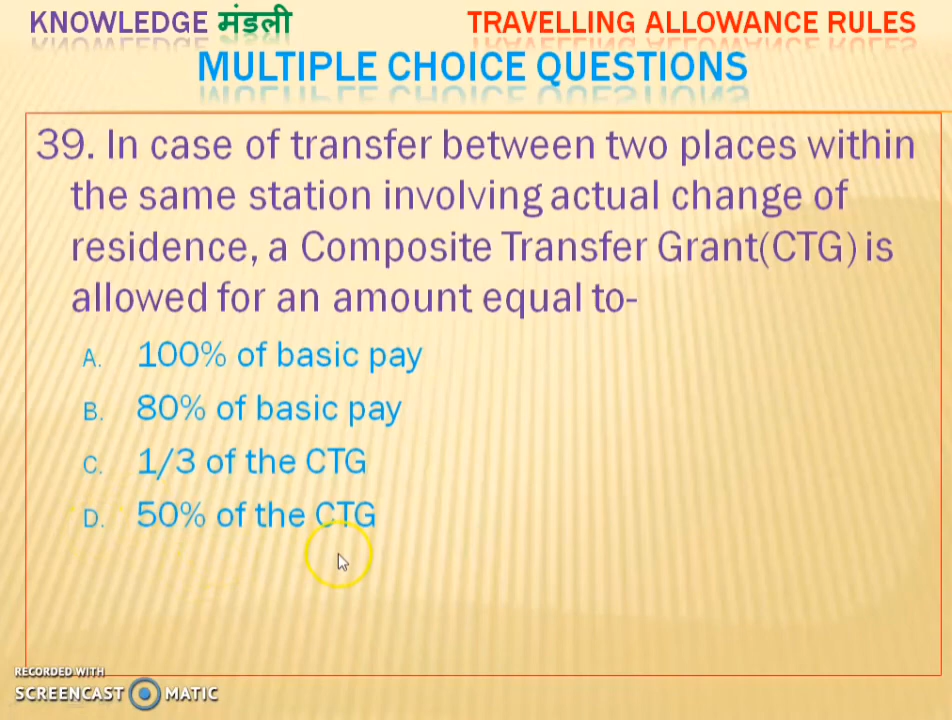 KNOWLEDGE मंडली
TRAVELLING ALLOWANCE RULES
MULTIPLE CHOICE QUESTIONS
39. In case of transfer between two places within
the same station involving actual change of
residence, a Composite Transfer Grant(CTG) is
allowed for an amount equal to-
A. 100% of basic pay
B. 80% of basic pay
C. 1/3 of the CTG
D. 50% of the CTG
RECORDED WITH
SCREENCAST MATIC